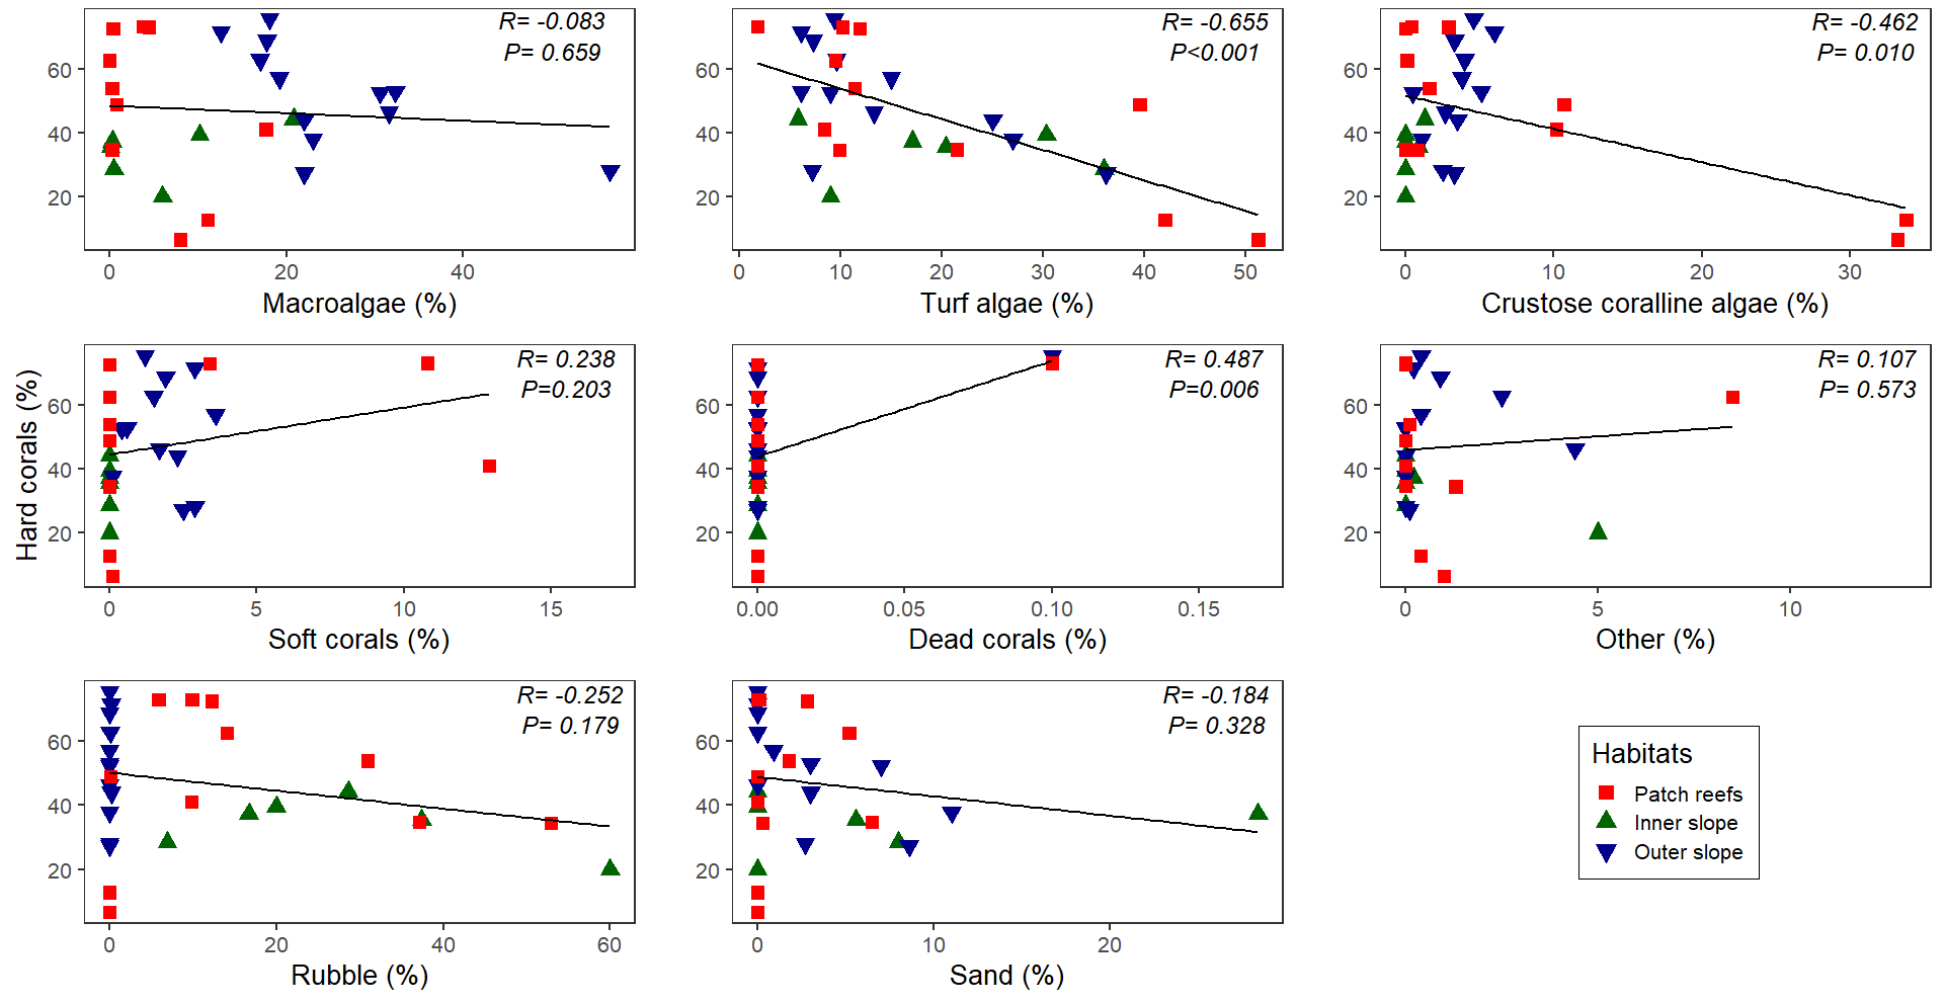 R= -0.083
P= 0.659
60
40
20
0 20 40
Macroalgae (%)
R= -0.655
P<0.001
60
40
20
0 10 20 30 40 50
Turf algae (%)
R= -0.462
P= 0.010
60
40
20
0 10 20 30
Crustose coralline algae (%)
Hard corals (%)
R= 0.238
P=0.203
60
40
20
0 5 10 15
Soft corals (%)
R= 0.487
P=0.006
60
40
20
0.00 0.05 0.10 0.15
Dead corals (%)
R= 0.107
P= 0.573
60
40
20
0 5 10
Other (%)
R= -0.252
P= 0.179
60
40
20
0 20 40 60
Rubble (%)
R= -0.184
P= 0.328
60
40
20
0 10 20
Sand (%)
Habitats
Patch reefs
Inner slope
Outer slope